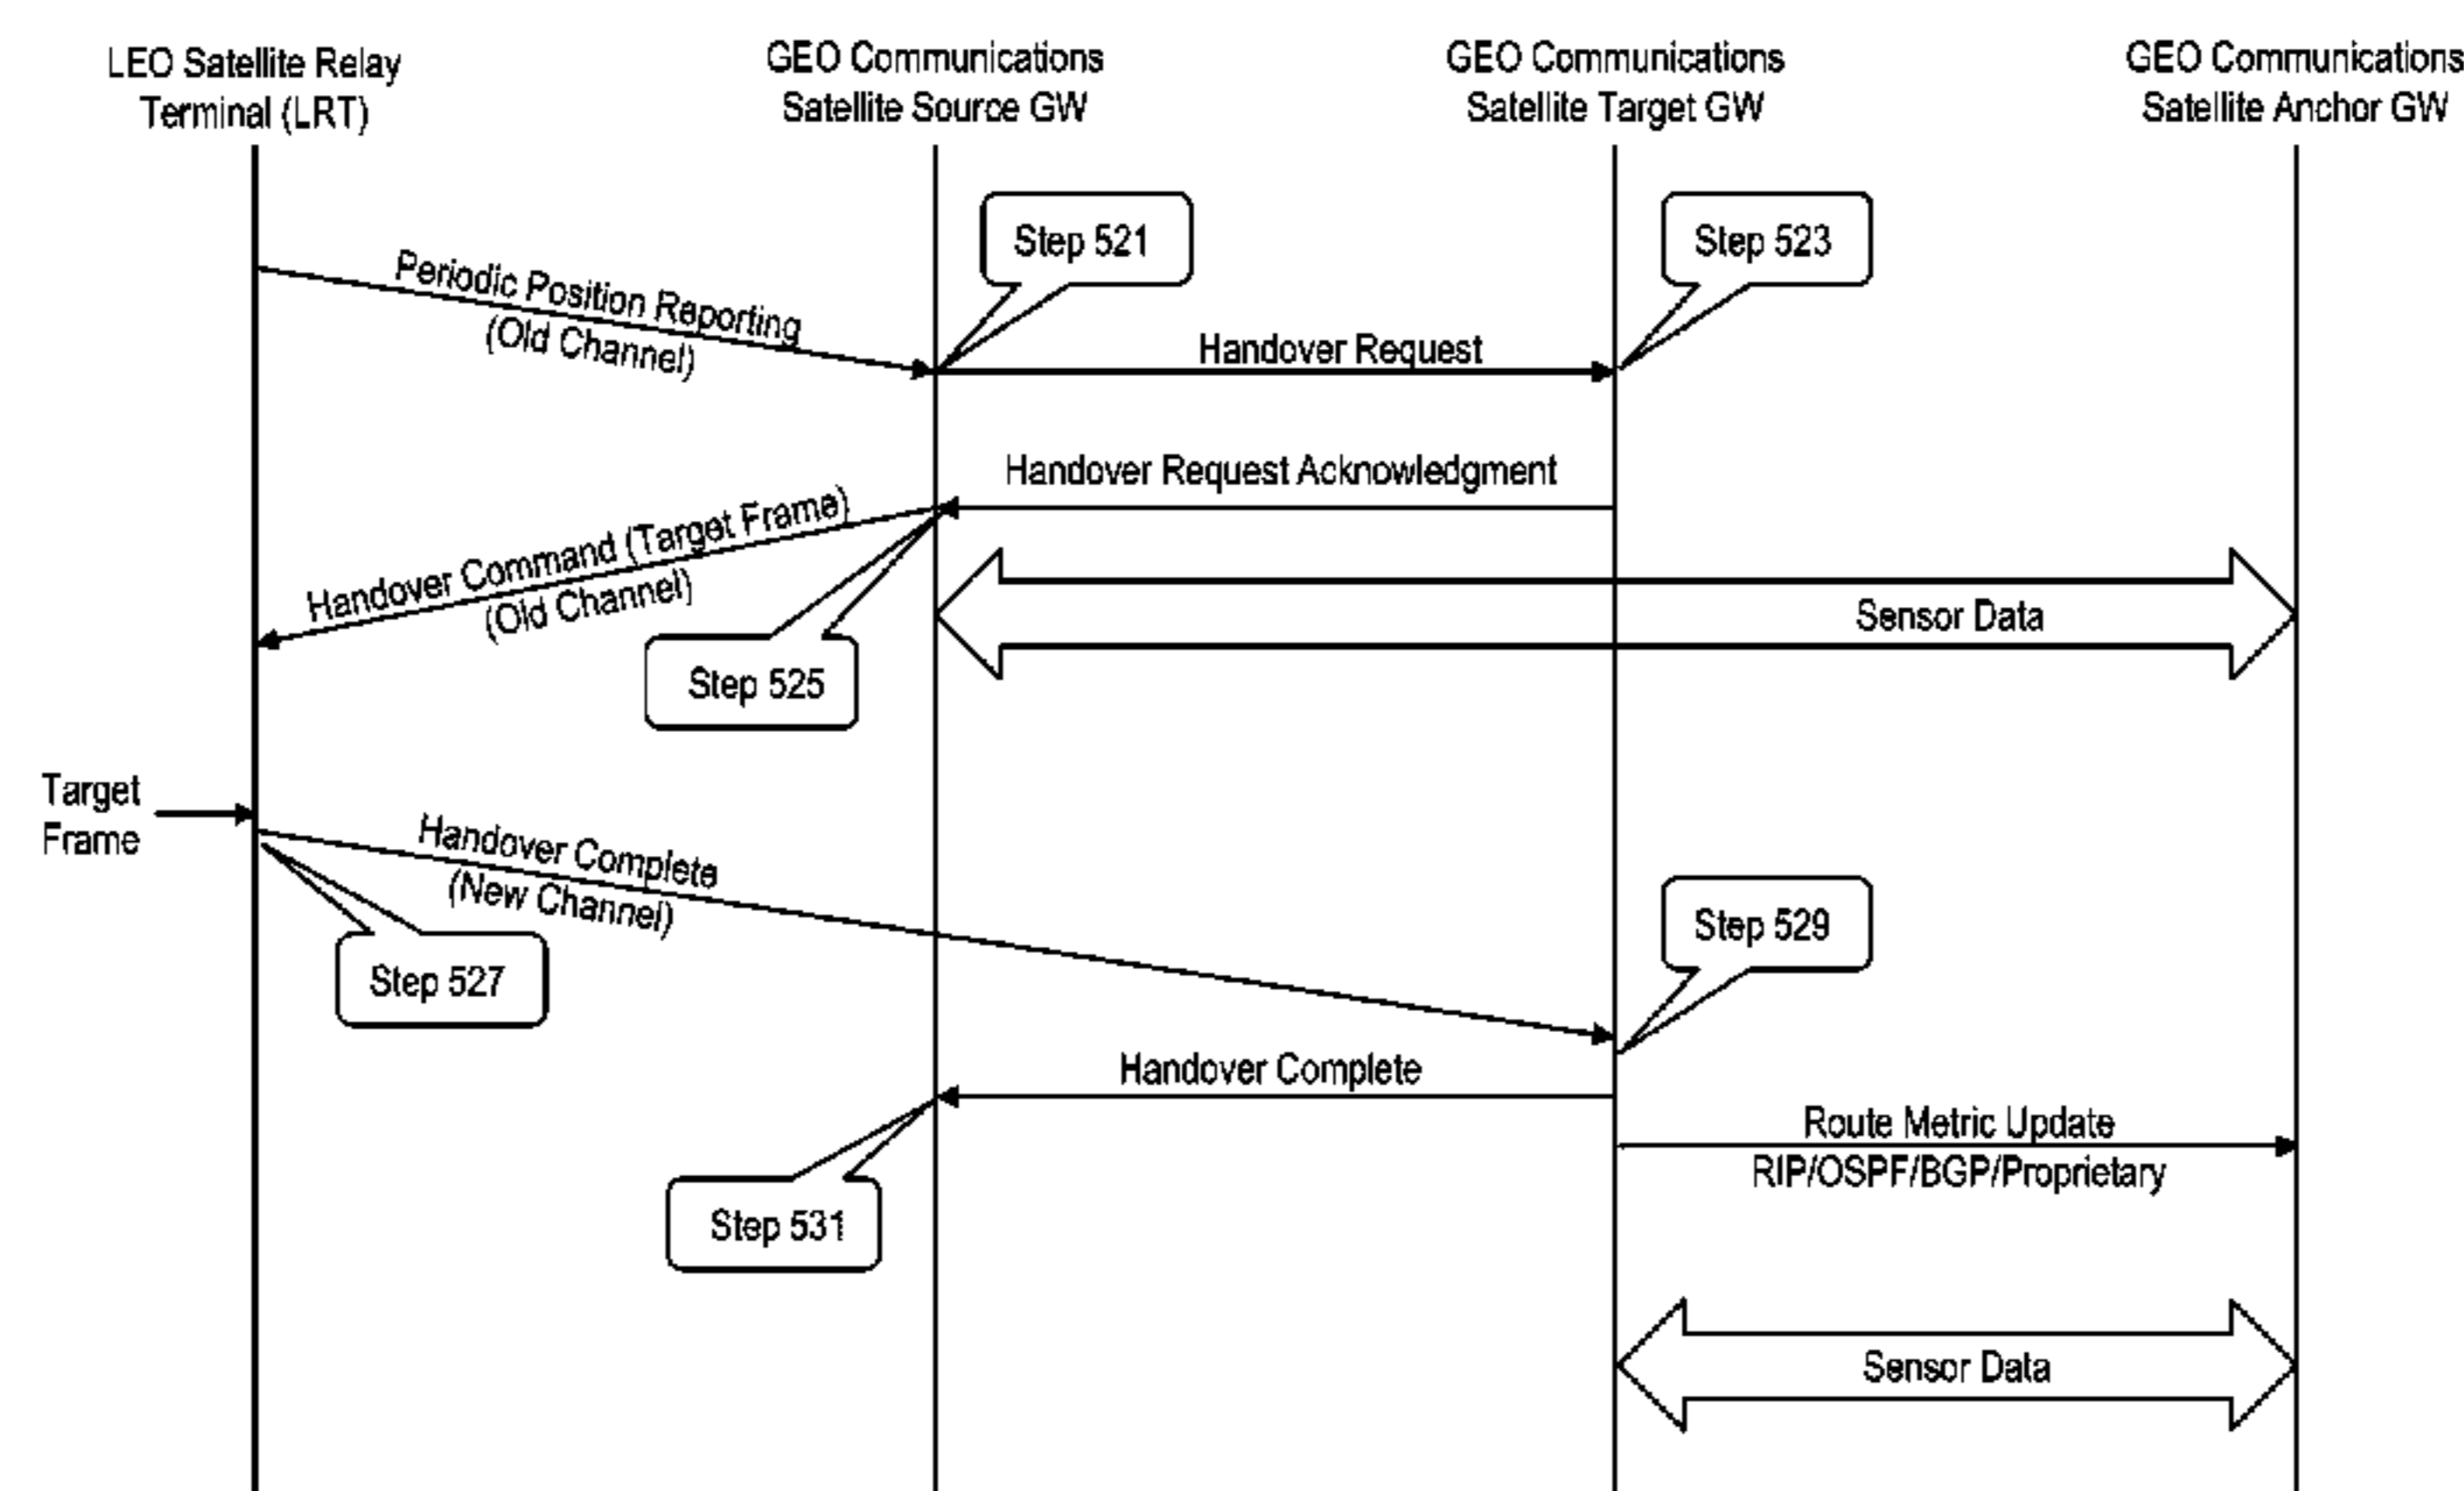 LEO Satellite Relay
Terminal (LRT)
GEO Communications
Satellite Source GW
GEO Communications
Satellite Target GW
GEO Communications
Satellite Anchor GW
Step 521
Step 523
Periodic Position Reporting
(Old Channel)
Handover Request
Handover Request Acknowledgment
Handover Command (Target Frame)
(Old Channel)
Sensor Data
Step 525
Target
Frame
Handover Complete
(New Channel)
Step 527
Step 529
Handover Complete
Route Metric Update
RIP/OSPF/BGP/Proprietary
Step 531
Sensor Data